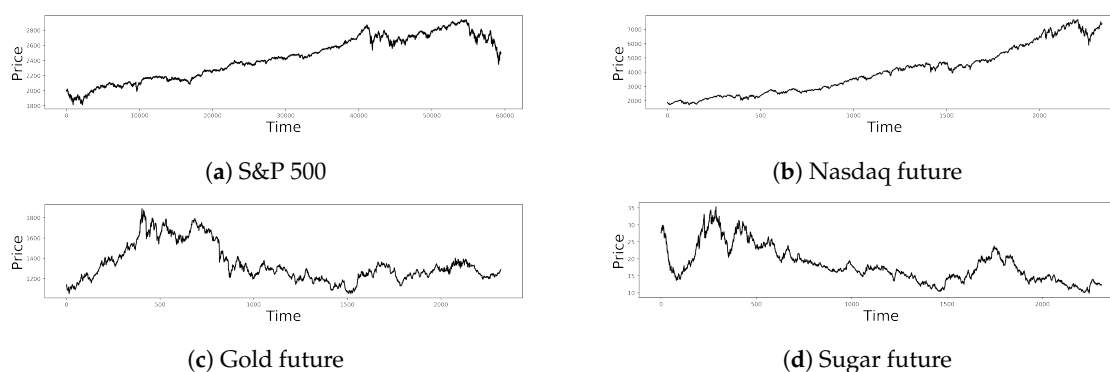 2800
2600
2400
2200
2000
1800
Price
0 10000 20000 30000 40000 50000 60000
Time
(a) S&P 500
7000
6000
5000
4000
3000
2000
Price
0 500 1000 1500 2000
Time
(b) Nasdaq future
1800
1600
1400
1200
Price
0 500 1000 1500 2000
Time
(c) Gold future
35
30
25
20
15
10
Price
0 500 1000 1500 2000
Time
(d) Sugar future